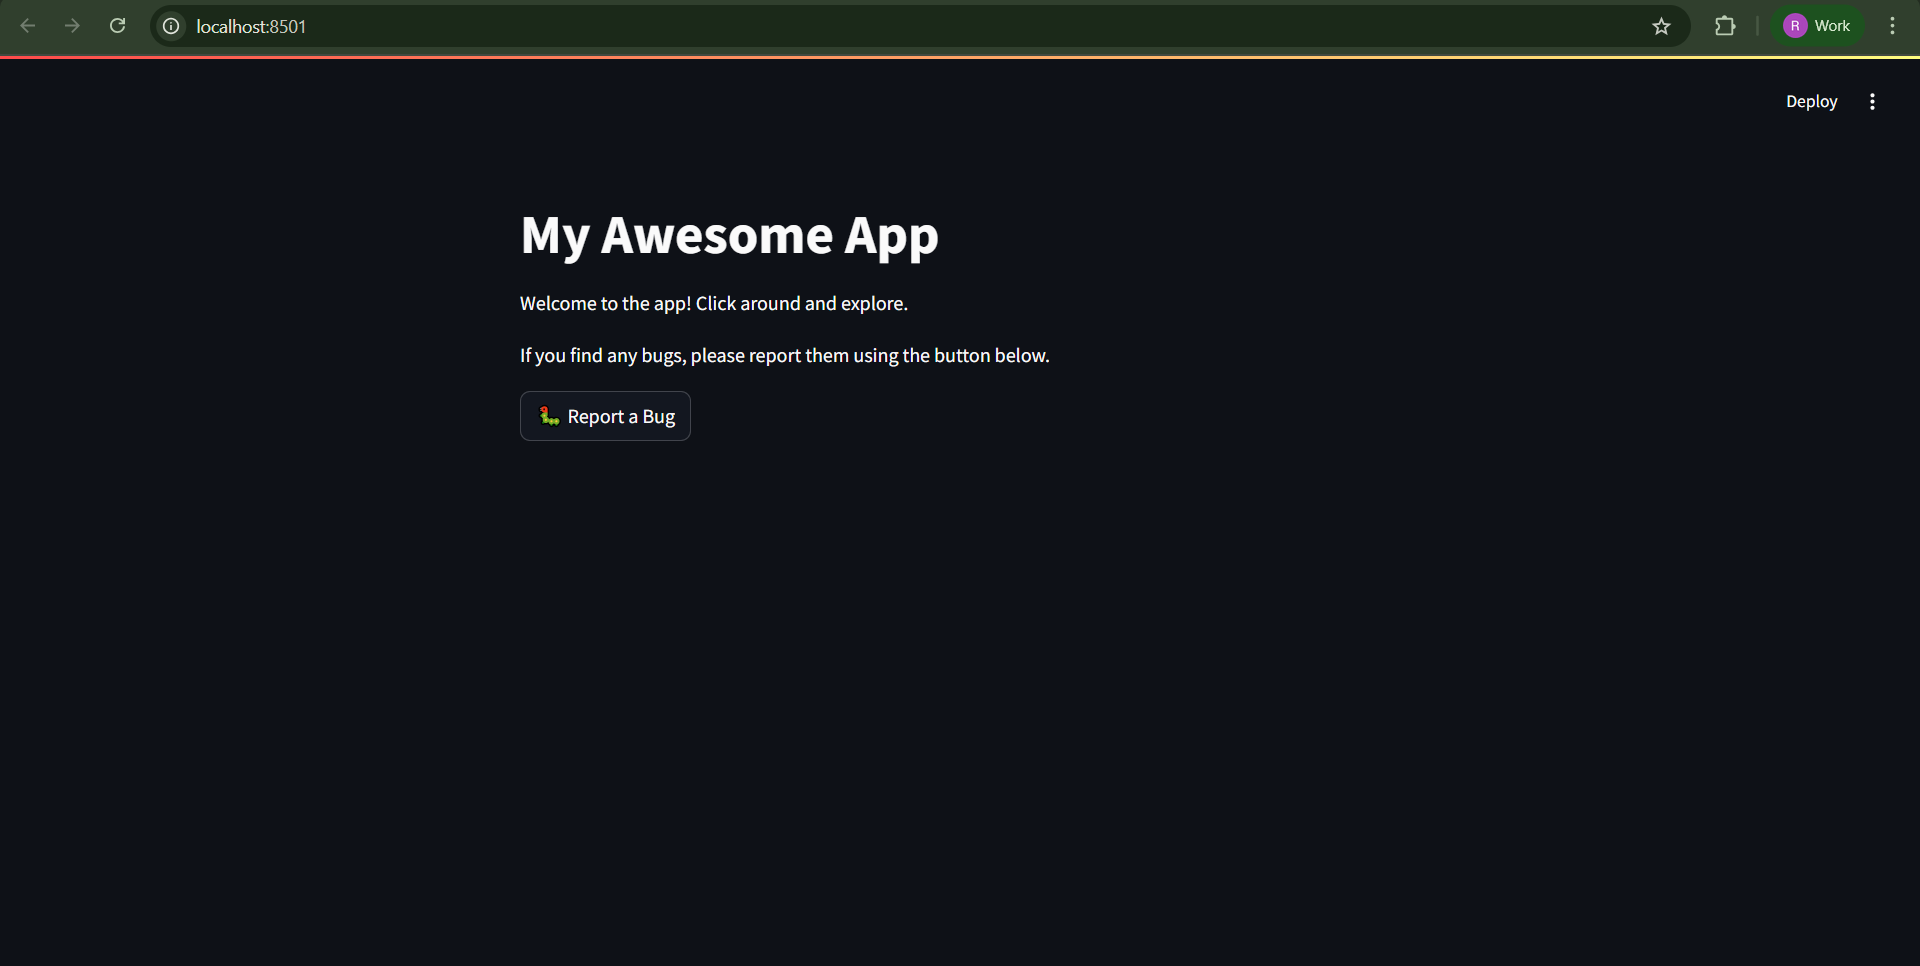 localhost:8501
R Work
Deploy
My Awesome App
Welcome to the app! Click around and explore.
If you find any bugs, please report them using the button below.
🐛 Report a Bug